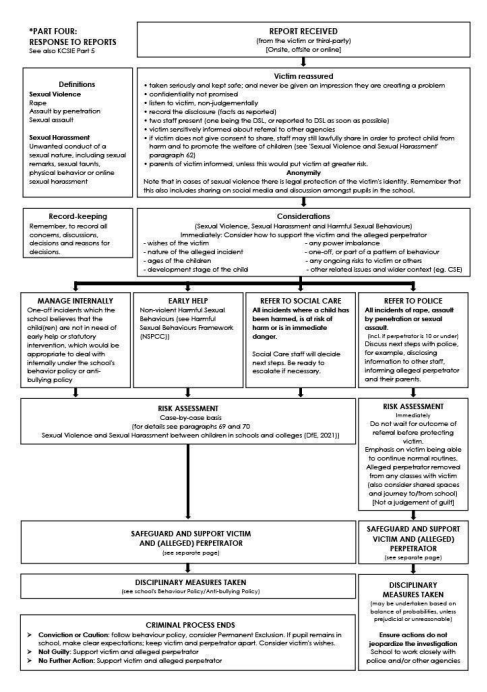 *PART FOUR:
RESPONSE TO REPORTS
See also KCSIE Part 5
REPORT RECEIVED
(from the victim or third-party)
[Onsite, offsite or online]
Definitions
Sexual Violence
Rape
Assault by penetration
Sexual assault
Sexual Harassment
Unwanted conduct of a
sexual nature, including sexual
remarks, sexual taunts,
physical behavior or online
sexual harassment
Victim reassured
• taken seriously and kept safe; and never be given an impression they are creating a problem
• confidentiality not promised
• listen to victim, non-judgementally
• record the disclosure (facts as reported)
• two staff present (one being the DSL, or reported to DSL as soon as possible)
• victim sensitively informed about referral to other agencies
• if victim does not give consent to share, staff may still lawfully share in order to protect child from
harm and to promote the welfare of children (see 'Sexual Violence and Sexual Harassment'
paragraph 62)
• parents of victim informed, unless this would put victim at greater risk.
Anonymity
Note that in cases of sexual violence there is legal protection of the victim's identity. Remember that
this also includes sharing on social media and discussion amongst pupils in the school.
Record-keeping
Remember, to record all
concerns, discussions,
decisions and reasons for
decisions.
Considerations
(Sexual Violence, Sexual Harassment and Harmful Sexual Behaviours)
Immediately: Consider how to support the victim and the alleged perpetrator
- wishes of the victim
- nature of the alleged incident
- ages of the children
- development stage of the child
- any power imbalance
- one-off, or part of a pattern of behaviour
- any ongoing risks to victim or others
- other related issues and wider context (eg. CSE)
MANAGE INTERNALLY
One-off incidents which the
school believes that the
child(ren) are not in need of
early help or statutory
intervention, which would be
appropriate to deal with
internally under the school's
behavior policy or anti-
bullying policy
EARLY HELP
Non-violent Harmful Sexual
Behaviours (see Harmful
Sexual Behaviours Framework
(NSPCC))
REFER TO SOCIAL CARE
All incidents where a child has
been harmed, is at risk of
harm or is in immediate
danger.
Social Care staff will decide
next steps. Be ready to
escalate if necessary.
REFER TO POLICE
All incidents of rape, assault
by penetration or sexual
assault.
(incl. if perpetrator is 10 or under)
Discuss next steps with police,
for example, disclosing
information to other staff,
informing alleged perpetrator
and their parents.
RISK ASSESSMENT
Case-by-case basis
(for details see paragraphs 69 and 70
Sexual Violence and Sexual Harassment between children in schools and colleges (DfE, 2021))
RISK ASSESSMENT
Immediately
Do not wait for outcome of
referral before protecting
victim.
Emphasis on victim being able
to continue normal routines.
Alleged perpetrator removed
from any classes with victim
(also consider shared spaces
and journey to/from school)
[Not a judgement of guilt]
SAFEGUARD AND SUPPORT VICTIM
AND (ALLEGED) PERPETRATOR
(see separate page)
SAFEGUARD AND SUPPORT
VICTIM AND (ALLEGED)
PERPETRATOR
(see separate page)
DISCIPLINARY MEASURES TAKEN
(see school's Behaviour Policy/Anti-bullying Policy)
DISCIPLINARY
MEASURES TAKEN
(may be undertaken based on
balance of probabilities, unless
prejudicial or unreasonable)
Ensure actions do not
jeopardize the investigation
School to work closely with
police and/or other agencies
CRIMINAL PROCESS ENDS
➤ Conviction or Caution: follow behaviour policy, consider Permanent Exclusion. If pupil remains in
school, make clear expectations; keep victim and perpetrator apart. Consider victim's wishes.
➤ Not Guilty: Support victim and alleged perpetrator
➤ No Further Action: Support victim and alleged perpetrator